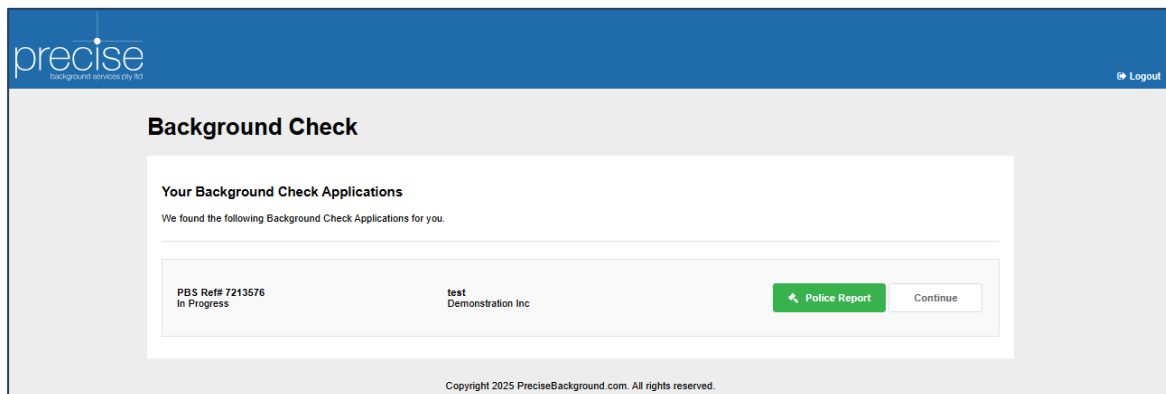 precise
background services pty ltd
Logout
Background Check
Your Background Check Applications
We found the following Background Check Applications for you.
PBS Ref# 7213576
In Progress
test
Demonstration Inc
Police Report
Continue
Copyright 2025 PreciseBackground.com. All rights reserved.